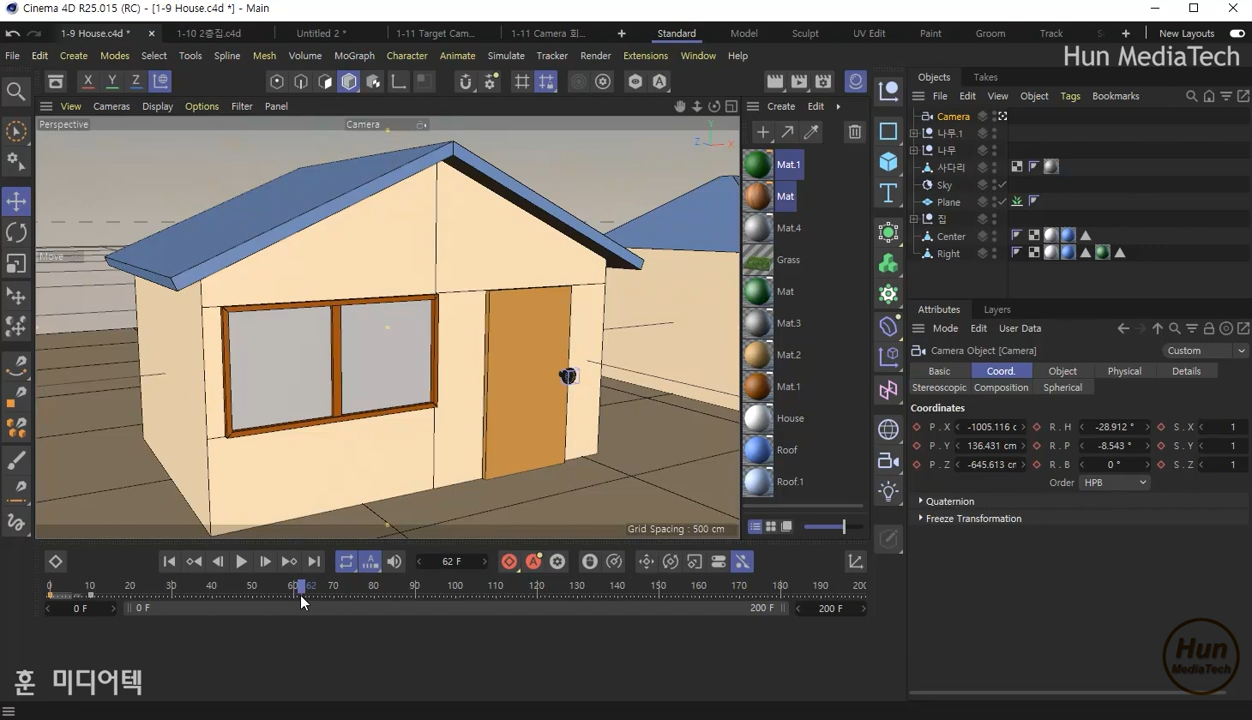 Cinema 4D R25.015 (RC) - [1-9 House.c4d *] - Main
1-9 House.c4d * 1-10 2층집.c4d Untitled 2 * 1-11 Target Cam... 1-11 Camera 회... Standard Model Sculpt UV Edit Paint Groom Track New Layouts
File Edit Create Modes Select Tools Spline Mesh Volume MoGraph Character Animate Simulate Tracker Render Extensions Window Help
Hun MediaTech
X Y Z
Objects Takes
File Edit View Object Tags Bookmarks
View Cameras Display Options Filter Panel
Create Edit
Perspective
Camera
Y
Z X
Move
Grid Spacing : 500 cm
Mat.1
Mat
Mat.4
Grass
Mat
Mat.3
Mat.2
Mat.1
House
Roof
Roof.1
Camera
나무.1
나무
사다리
Sky
Plane
집
Center
Right
Attributes Layers
Mode Edit User Data
Camera Object [Camera] Custom
Basic Coord. Object Physical Details
Stereoscopic Composition Spherical
Coordinates
P . X -1005.116 c R . H -28.912 ° S . X 1
P . Y 136.431 cm R . P -8.543 ° S . Y 1
P . Z -645.613 cm R . B 0 ° S . Z 1
Order HPB
Quaternion
Freeze Transformation
62 F
0 10 30 40 50 60 62 70 80 90 100 110 120 130 140 150 160 170 180 190 200
0 F 0 F 200 F 200 F
훈 미디어텍
Hun
MediaTech